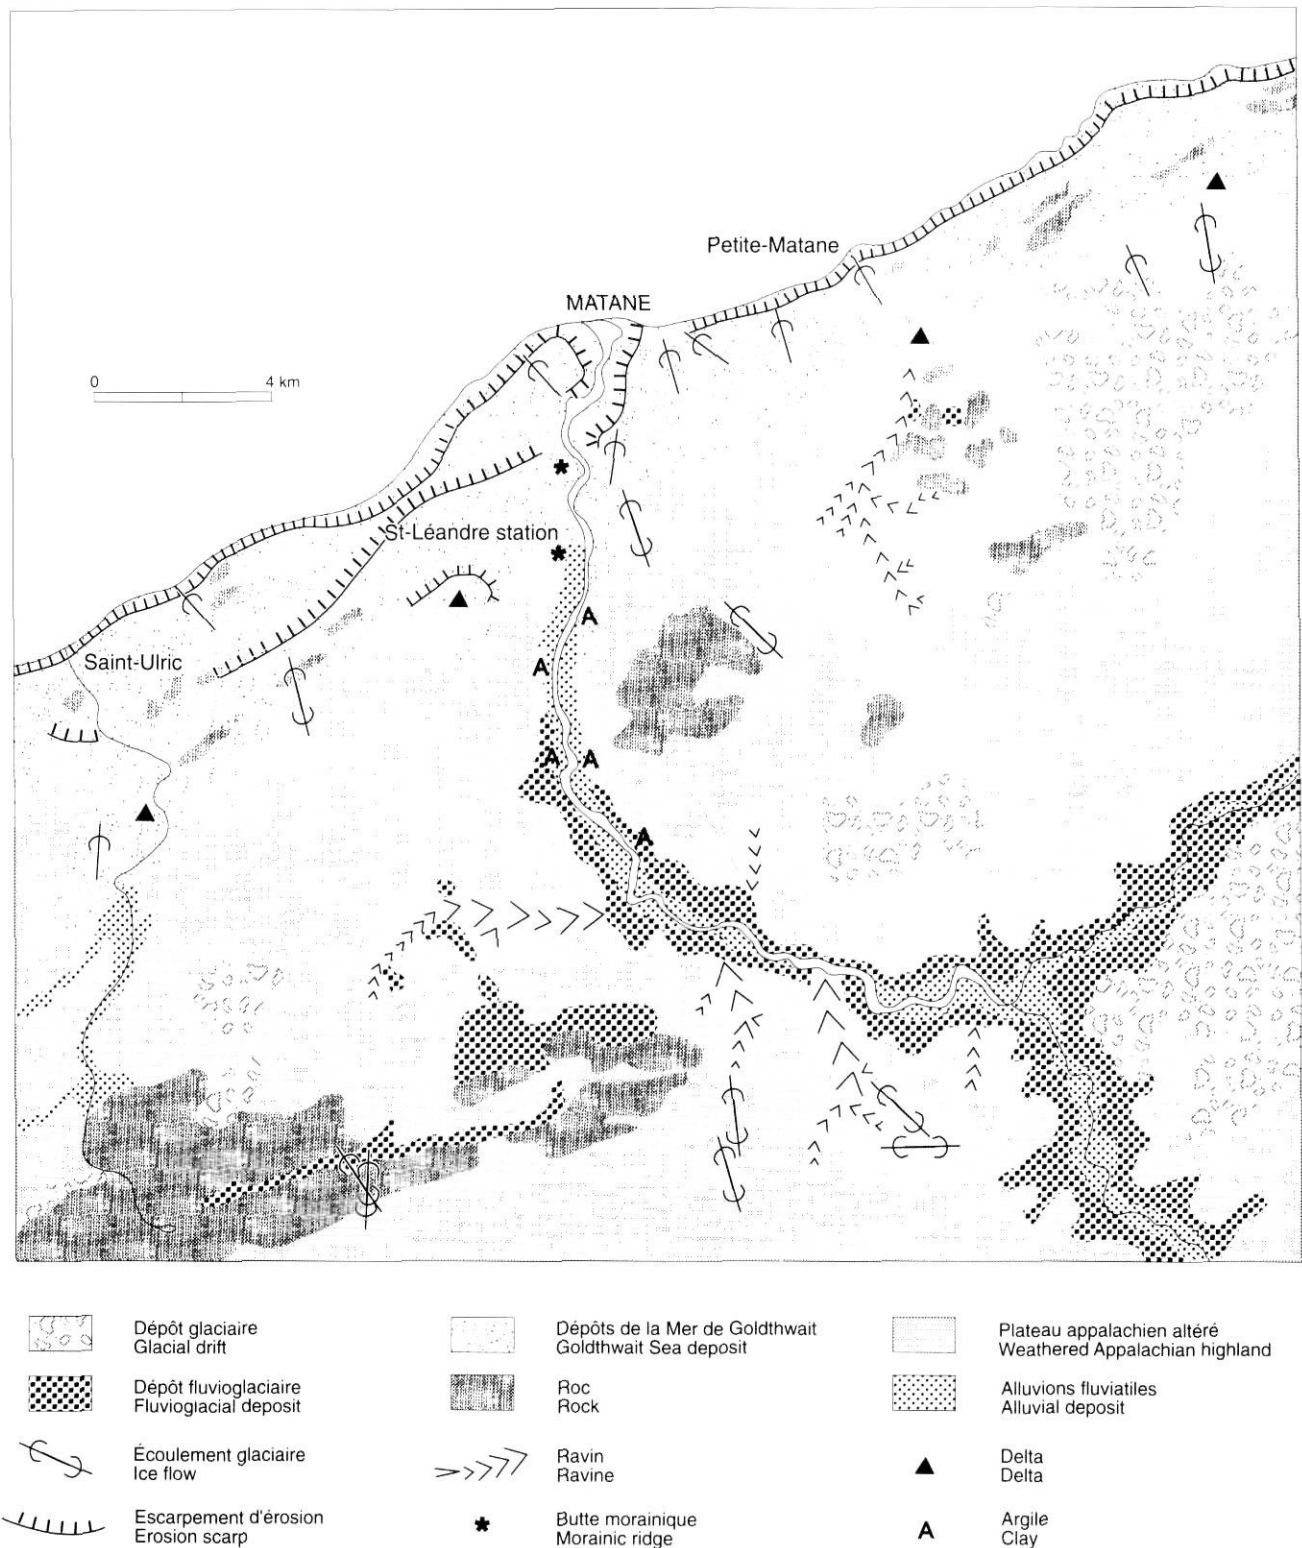 Petite-Matane
MATANE
0 4 km
St-Léandre station
A
Saint-Ulric
A
A
A
A
Dépôt glaciaire
Glacial drift
Dépôts de la Mer de Goldthwait
Goldthwait Sea deposit
Plateau appalachien altéré
Weathered Appalachian highland
Dépôt fluvioglaciaire
Fluvioglacial deposit
Roc
Rock
Alluvions fluviatiles
Alluvial deposit
Écoulement glaciaire
Ice flow
Ravin
Ravine
Delta
Delta
Escarpement d'érosion
Erosion scarp
Butte morainique
Morainic ridge
A
Argile
Clay